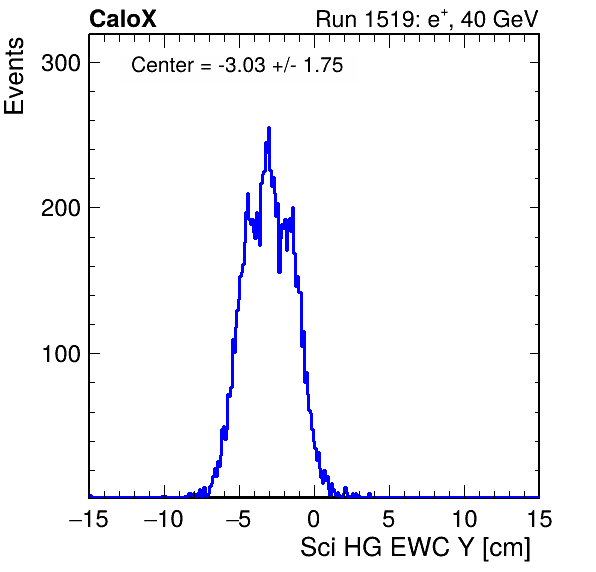 CaloX Run 1519: e⁺, 40 GeV
Center = -3.03 +/- 1.75
Events
300
200
100
−15 −10 −5 0 5 10 15
Sci HG EWC Y [cm]